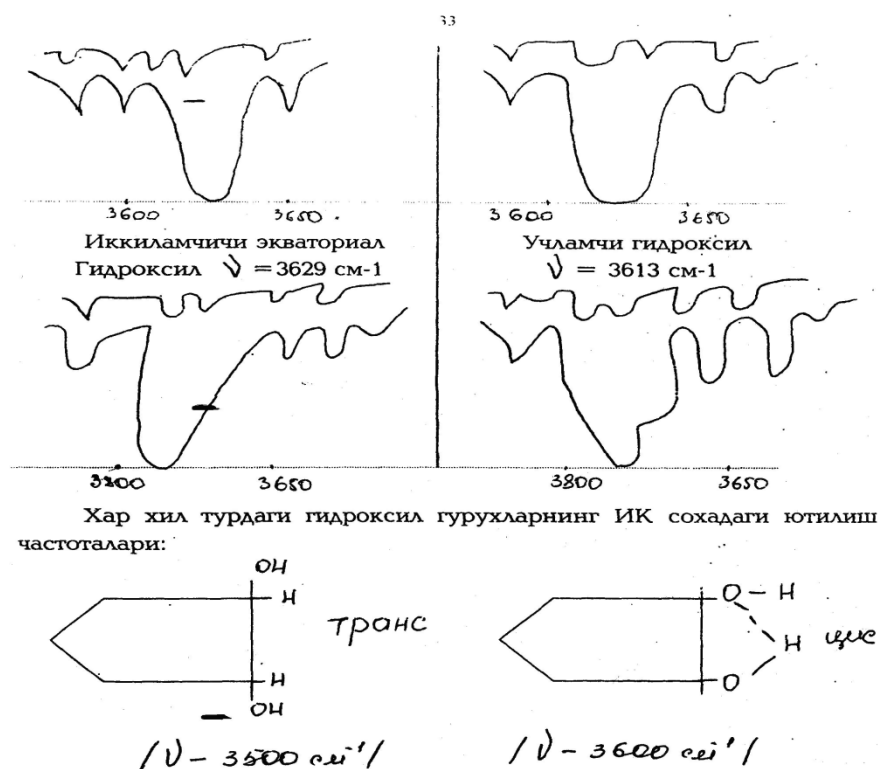 33
3600 3650
Иккиламчичи экваториал
Гидроксил ν = 3629 см-1
3600 3650
Учламчи гидроксил
ν = 3613 см-1
3800 3650
3800 3650
Хар хил турдаги гидроксил гурухларнинг ИК сохадаги ютилиш
частоталари:
OH
H
транс
H
OH
/ν - 3500 см⁻¹/
O - H
H цис
O
/ν - 3600 см⁻¹/